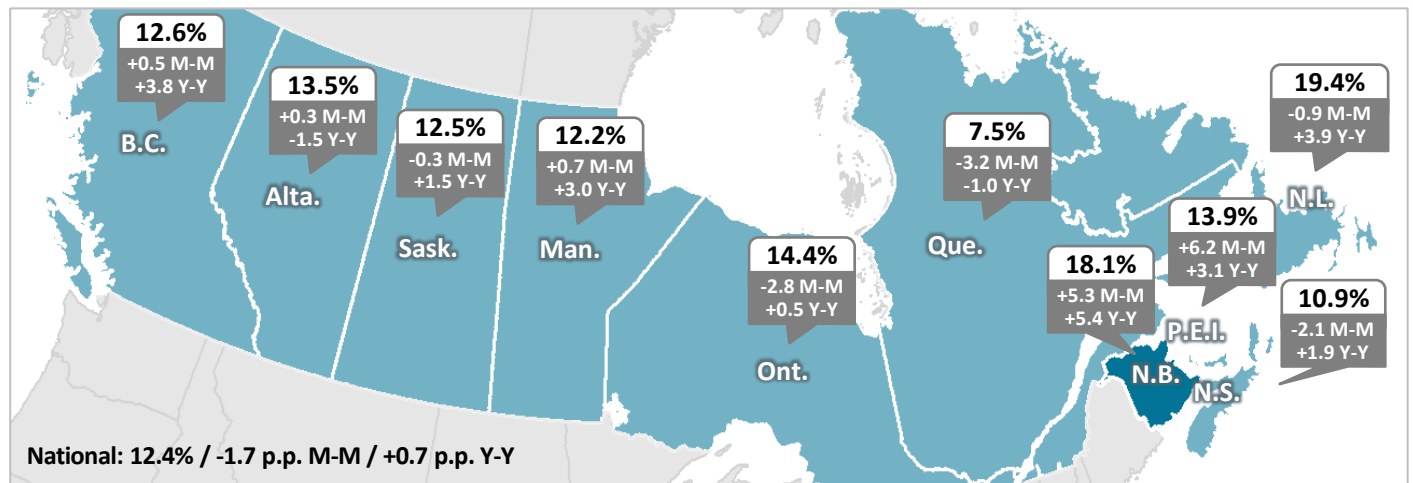 12.6%
+0.5 M-M
+3.8 Y-Y
B.C.
13.5%
+0.3 M-M
-1.5 Y-Y
Alta.
12.5%
-0.3 M-M
+1.5 Y-Y
Sask.
12.2%
+0.7 M-M
+3.0 Y-Y
Man.
14.4%
-2.8 M-M
+0.5 Y-Y
Ont.
7.5%
-3.2 M-M
-1.0 Y-Y
Que.
19.4%
-0.9 M-M
+3.9 Y-Y
N.L.
13.9%
+6.2 M-M
+3.1 Y-Y
P.E.I.
18.1%
+5.3 M-M
+5.4 Y-Y
N.B.
10.9%
-2.1 M-M
+1.9 Y-Y
N.S.
National: 12.4% / -1.7 p.p. M-M / +0.7 p.p. Y-Y